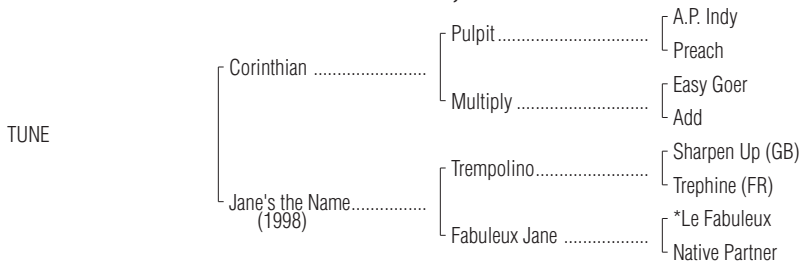 A.P. Indy
Pulpit
Preach
Corinthian
Easy Goer
Multiply
Add
TUNE
Sharpen Up (GB)
Trempolino
Trephine (FR)
Jane's the Name
(1998)
*Le Fabuleux
Fabuleux Jane
Native Partner